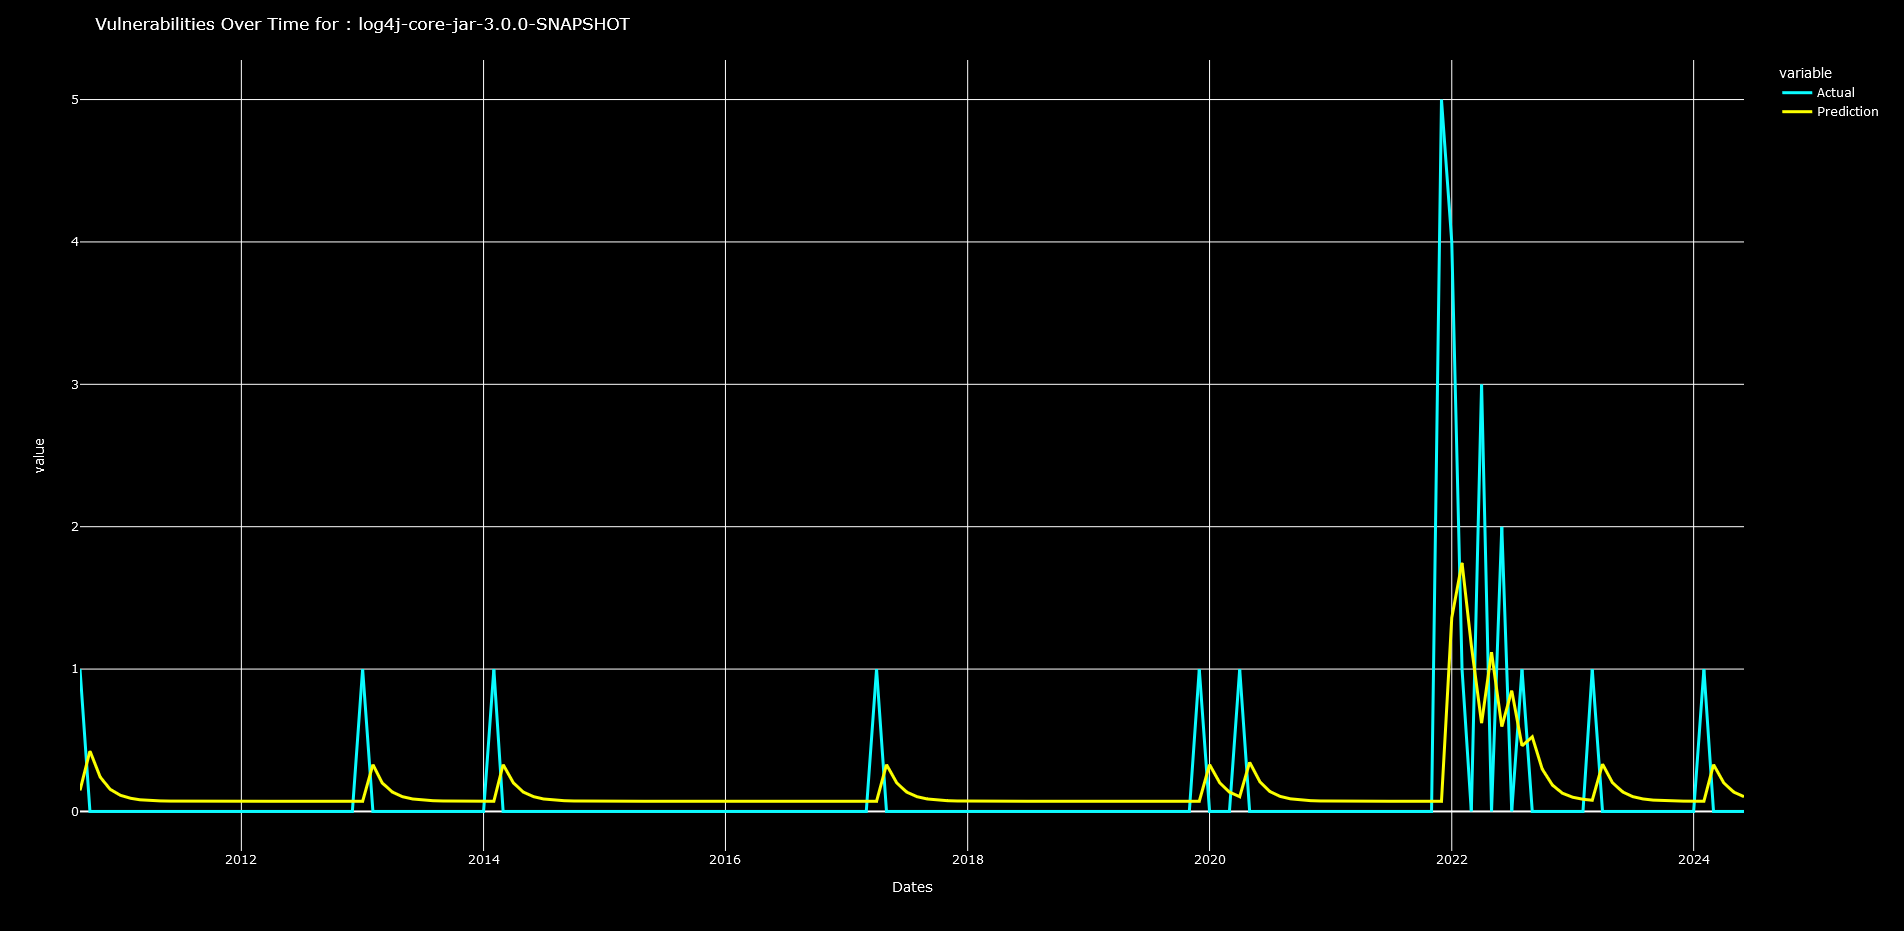 Vulnerabilities Over Time for : log4j-core-jar-3.0.0-SNAPSHOT
variable
Actual
Prediction
5
4
3
2
1
0
value
2012 2014 2016 2018 2020 2022 2024
Dates